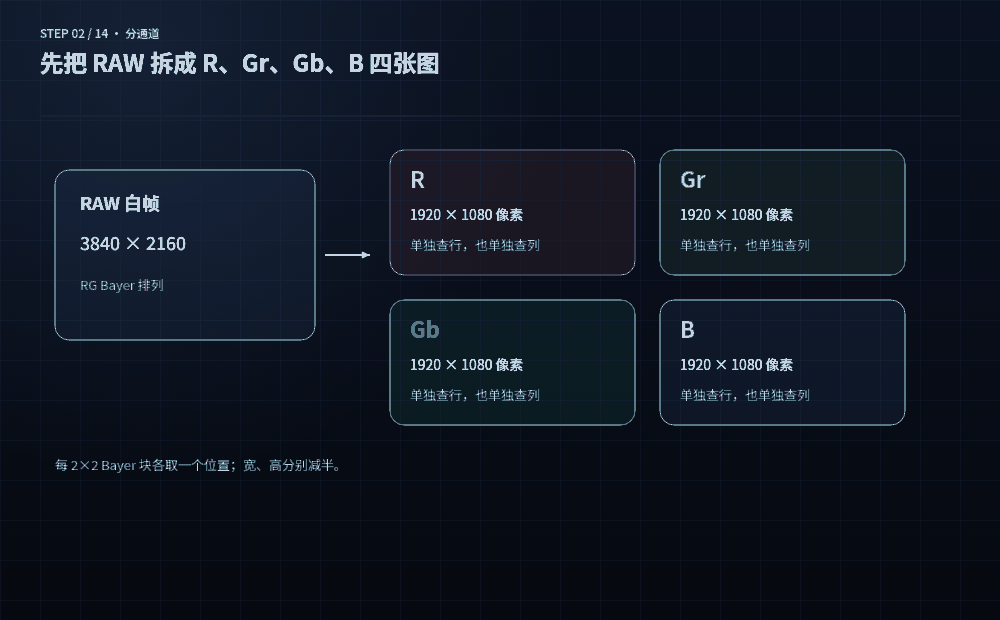 STEP 02 / 14 · 分通道
先把 RAW 拆成 R、Gr、Gb、B 四张图
RAW 白帧
3840 × 2160
RG Bayer 排列
R
1920 × 1080 像素
单独查行，也单独查列
Gr
1920 × 1080 像素
单独查行，也单独查列
Gb
1920 × 1080 像素
单独查行，也单独查列
B
1920 × 1080 像素
单独查行，也单独查列
每 2×2 Bayer 块各取一个位置；宽、高分别减半。